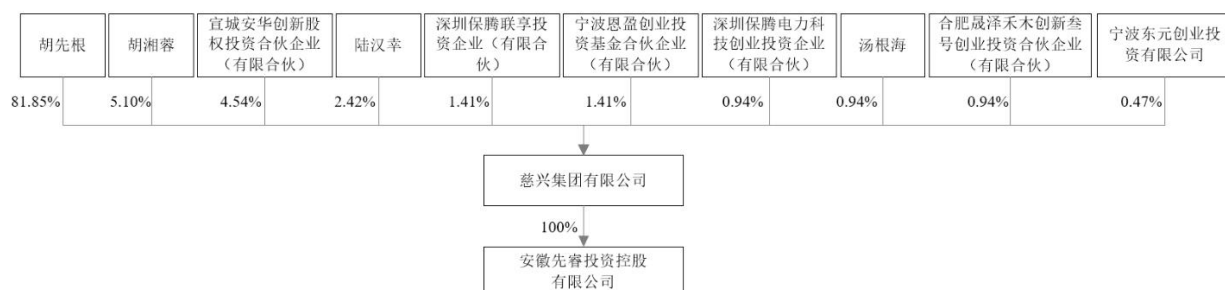 胡先根
胡湘蓉
宣城安华创新股
权投资合伙企业
（有限合伙）
陆汉幸
深圳保腾联享投
资企业（有限合
伙）
宁波恩盈创业投
资基金合伙企业
（有限合伙）
深圳保腾电力科
技创业投资企业
（有限合伙）
汤根海
合肥晟泽禾木创新叁
号创业投资合伙企业
（有限合伙）
宁波东元创业投
资有限公司
81.85%
5.10%
4.54%
2.42%
1.41%
1.41%
0.94%
0.94%
0.94%
0.47%
慈兴集团有限公司
100%
安徽先睿投资控股
有限公司